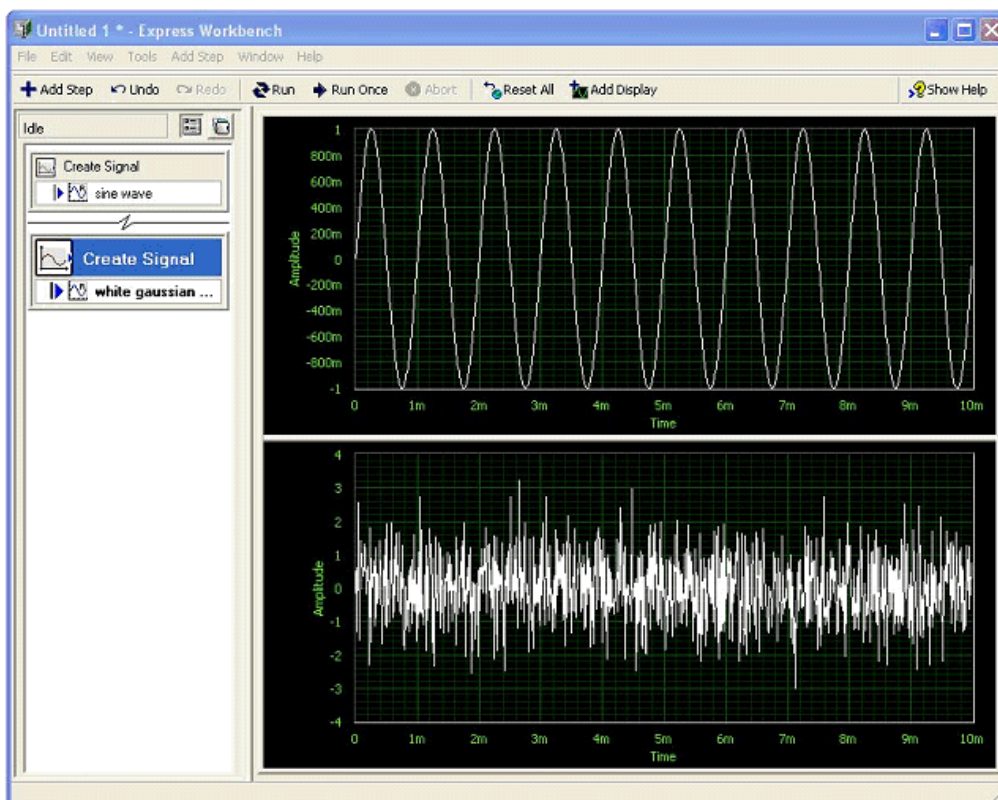 Untitled 1 * - Express Workbench
File Edit View Tools Add Step Window Help
Add Step Undo Redo Run Run Once Abort Reset All Add Display Show Help
Idle
Create Signal
sine wave
Create Signal
white gaussian ...
1
800m
600m
400m
200m
0
-200m
-400m
-600m
-800m
-1
Amplitude
0 1m 2m 3m 4m 5m 6m 7m 8m 9m 10m
Time
4
3
2
1
0
-1
-2
-3
-4
Amplitude
0 1m 2m 3m 4m 5m 6m 7m 8m 9m 10m
Time